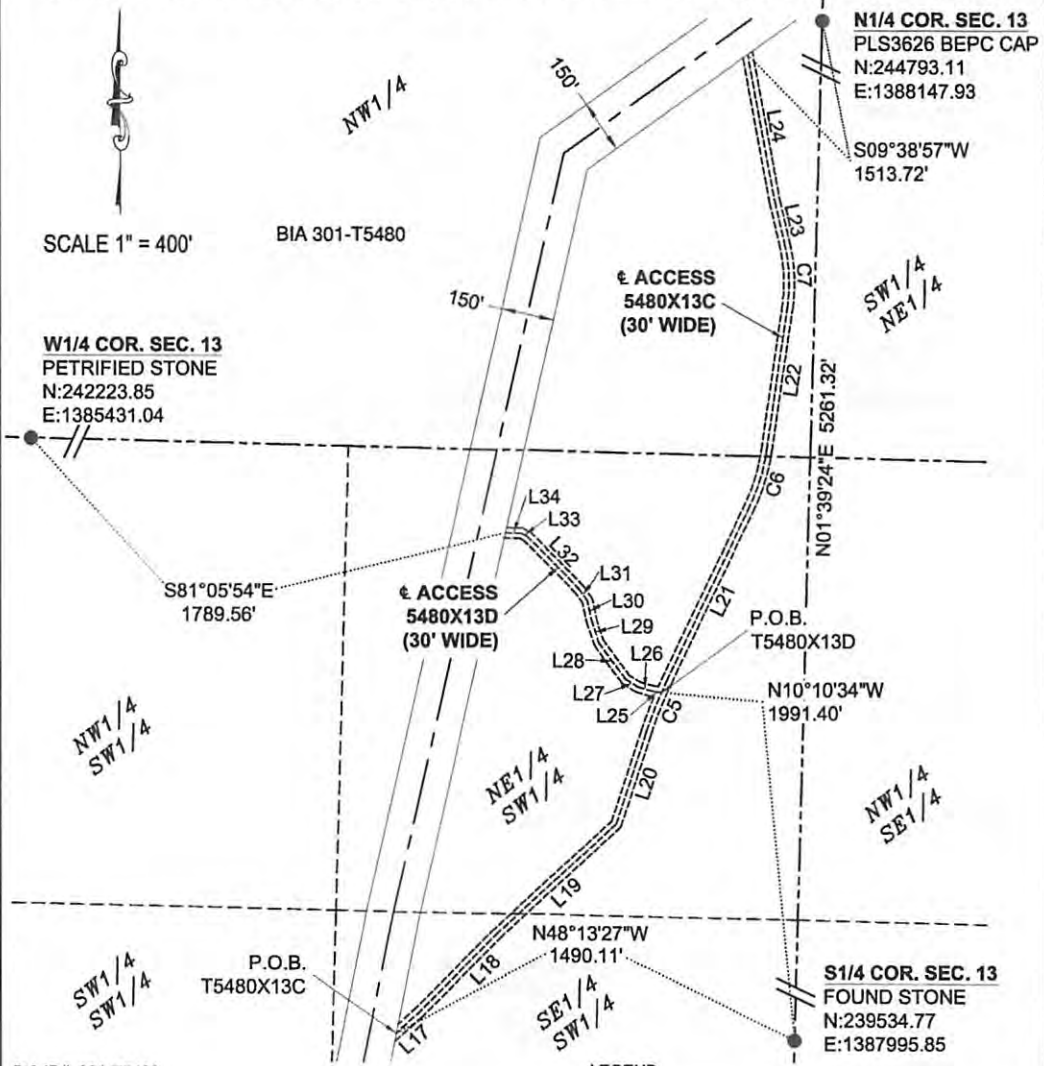 N1/4 COR. SEC. 13
PLS3626 BEPC CAP
N:244793.11
E:1388147.93
150'
NW1/4
L24
S09°38'57"W
1513.72'
SCALE 1" = 400'
BIA 301-T5480
L23
C7
℄ ACCESS
5480X13C
(30' WIDE)
SW1/4
NE1/4
150'
W1/4 COR. SEC. 13
PETRIFIED STONE
N:242223.85
E:1385431.04
L22
N01°39'24"E 5261.32'
C6
L34
L33
L32
S81°05'54"E
1789.56'
℄ ACCESS
5480X13D
(30' WIDE)
L31
L30
L29
L21
P.O.B.
T5480X13D
L28
L26
L27
L25
C5
N10°10'34"W
1991.40'
NW1/4
SW1/4
NE1/4
SW1/4
L20
NW1/4
SE1/4
L19
N48°13'27"W
1490.11'
SW1/4
SW1/4
P.O.B.
T5480X13C
L18
SE1/4
SW1/4
L17
S1/4 COR. SEC. 13
FOUND STONE
N:239534.77
E:1387995.85